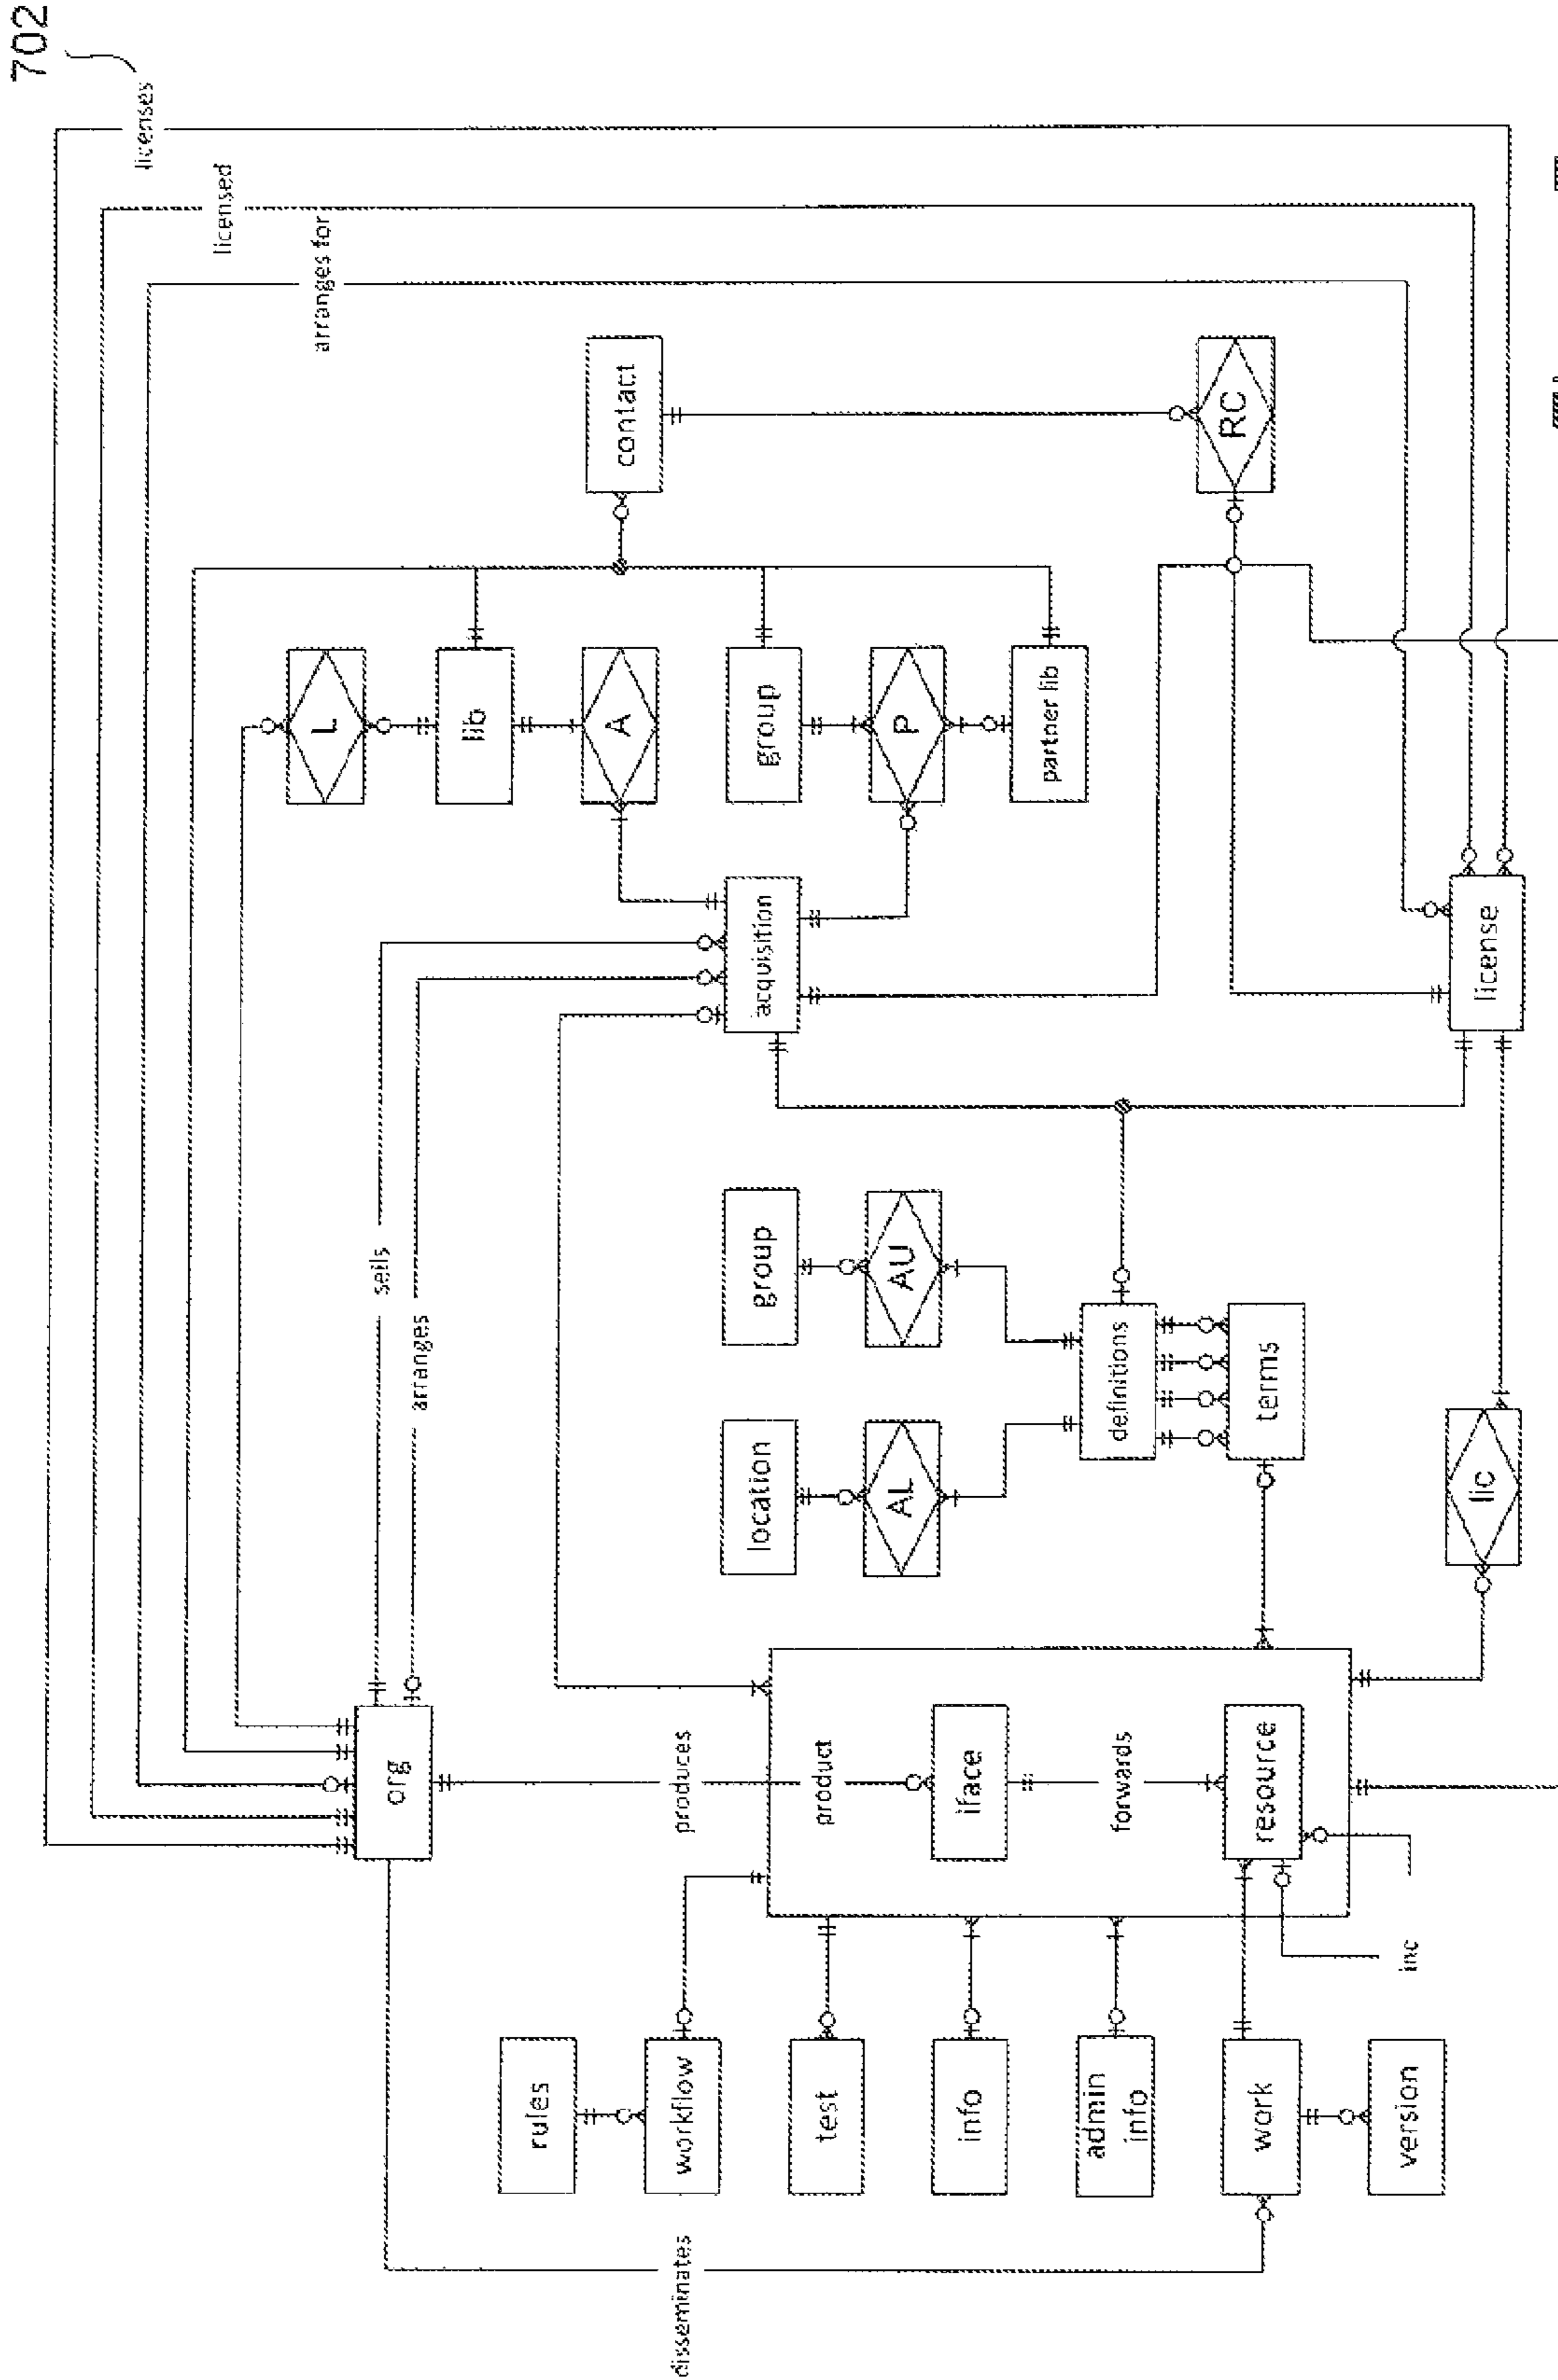 702
licenses
licensed
arranges for
L
sells
org
arranges
lib
rules
A
contact
disseminates
workflow
produces
location
group
acquisition
group
test
product
AL
AU
P
info
iface
partner lib
admin
info
forwards
definitions
work
resource
terms
RC
version
inc
lic
license